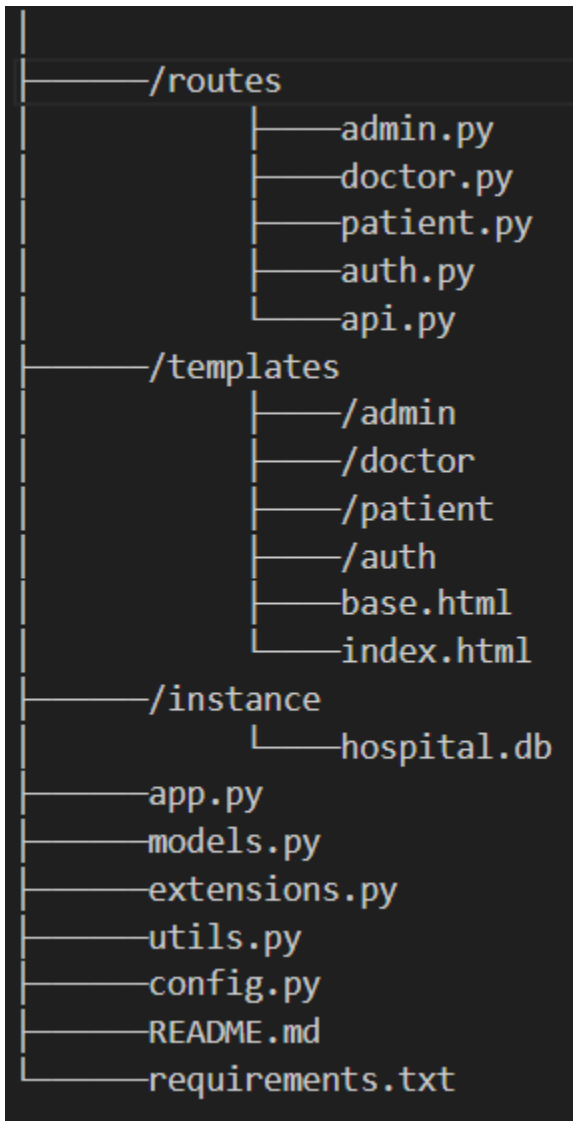 │
├──────/routes
│       ├────admin.py
│       ├────doctor.py
│       ├────patient.py
│       ├────auth.py
│       └────api.py
├──────/templates
│       ├────/admin
│       ├────/doctor
│       ├────/patient
│       ├────/auth
│       ├────base.html
│       └────index.html
├──────/instance
│       └────hospital.db
├──────app.py
├──────models.py
├──────extensions.py
├──────utils.py
├──────config.py
├──────README.md
└──────requirements.txt